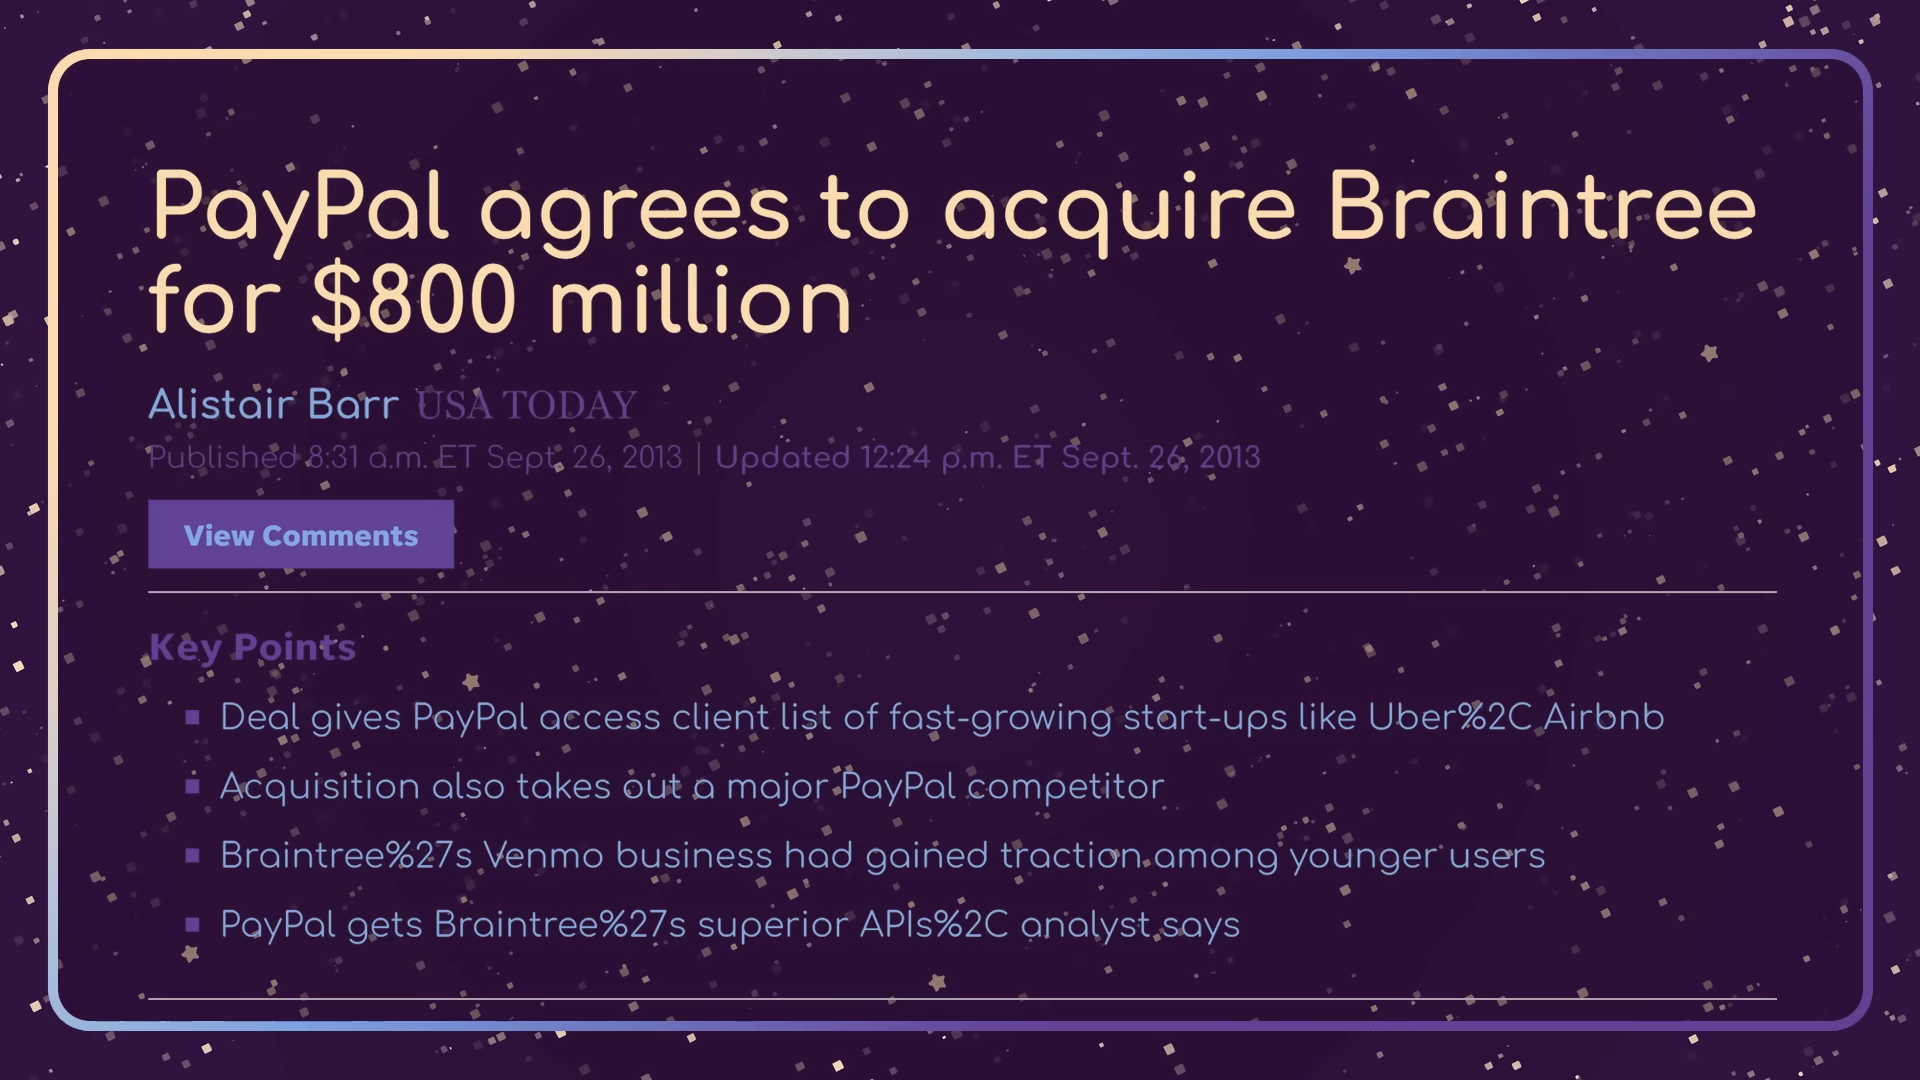 PayPal agrees to acquire Braintree
for $800 million
Alistair Barr USA TODAY
Published 8:31 a.m. ET Sept. 26, 2013 | Updated 12:24 p.m. ET Sept. 26, 2013
View Comments
Key Points
Deal gives PayPal access client list of fast-growing start-ups like Uber%2C Airbnb
Acquisition also takes out a major PayPal competitor
Braintree%27s Venmo business had gained traction among younger users
PayPal gets Braintree%27s superior APIs%2C analyst says